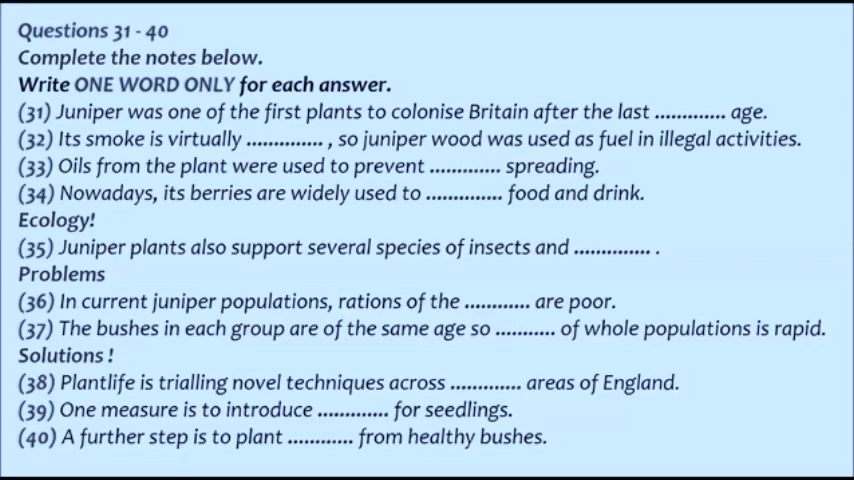 Questions 31 - 40
Complete the notes below.
Write ONE WORD ONLY for each answer.
(31) Juniper was one of the first plants to colonise Britain after the last ............. age.
(32) Its smoke is virtually .............. , so juniper wood was used as fuel in illegal activities.
(33) Oils from the plant were used to prevent ............. spreading.
(34) Nowadays, its berries are widely used to .............. food and drink.
Ecology!
(35) Juniper plants also support several species of insects and .............. .
Problems
(36) In current juniper populations, rations of the ............ are poor.
(37) The bushes in each group are of the same age so ........... of whole populations is rapid.
Solutions !
(38) Plantlife is trialling novel techniques across ............. areas of England.
(39) One measure is to introduce ............. for seedlings.
(40) A further step is to plant ............ from healthy bushes.